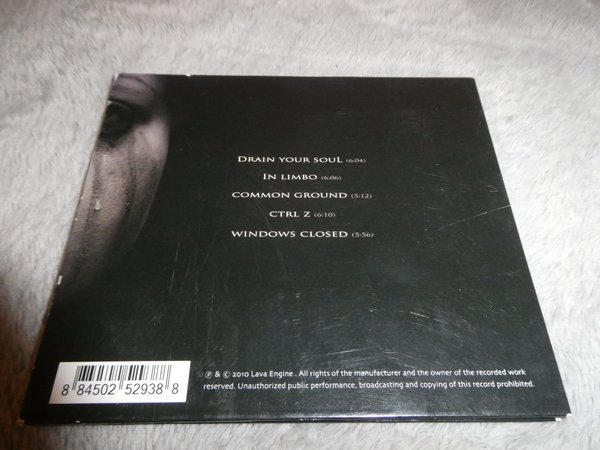 DRAIN YOUR SOUL (6:04)
IN LIMBO (6:06)
COMMON GROUND (5:12)
CTRL Z (6:10)
WINDOWS CLOSED (5:56)
℗ & © 2010 Lava Engine . All rights of the manufacturer and the owner of the recorded work
reserved. Unauthorized public performance, broadcasting and copying of this record prohibited.
8 84502 52938 8